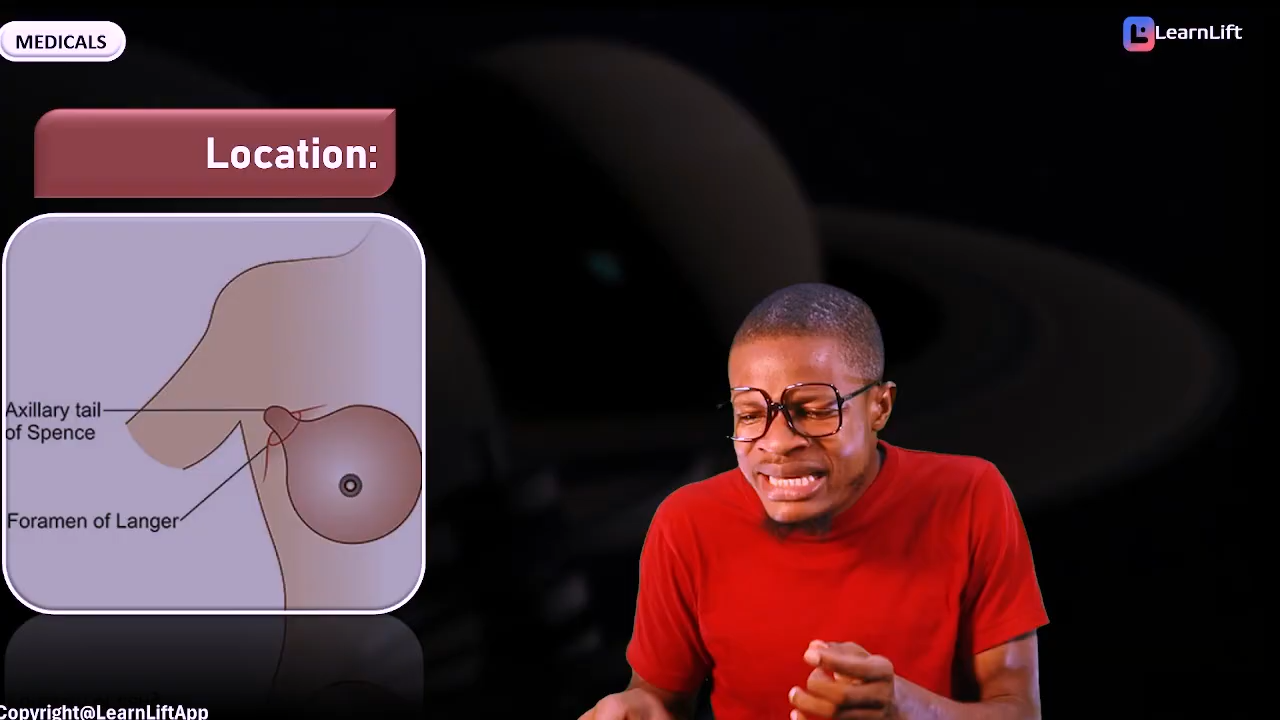 MEDICALS
LearnLift
Location:
Axillary tail
of Spence
Foramen of Langer
Copyright@LearnLiftApp